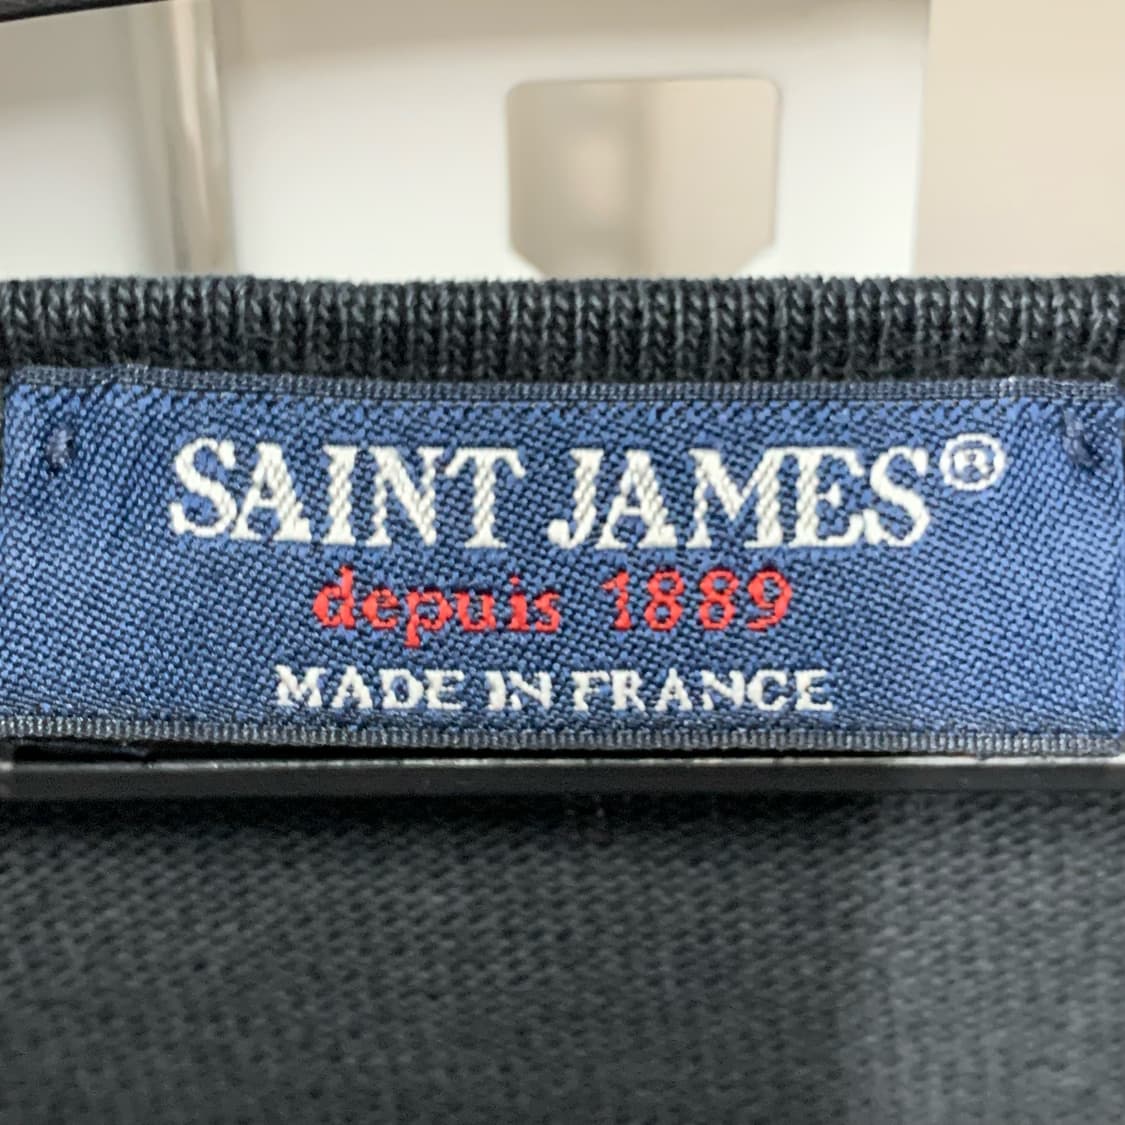 SAINT JAMES®
depuis 1889
MADE IN FRANCE